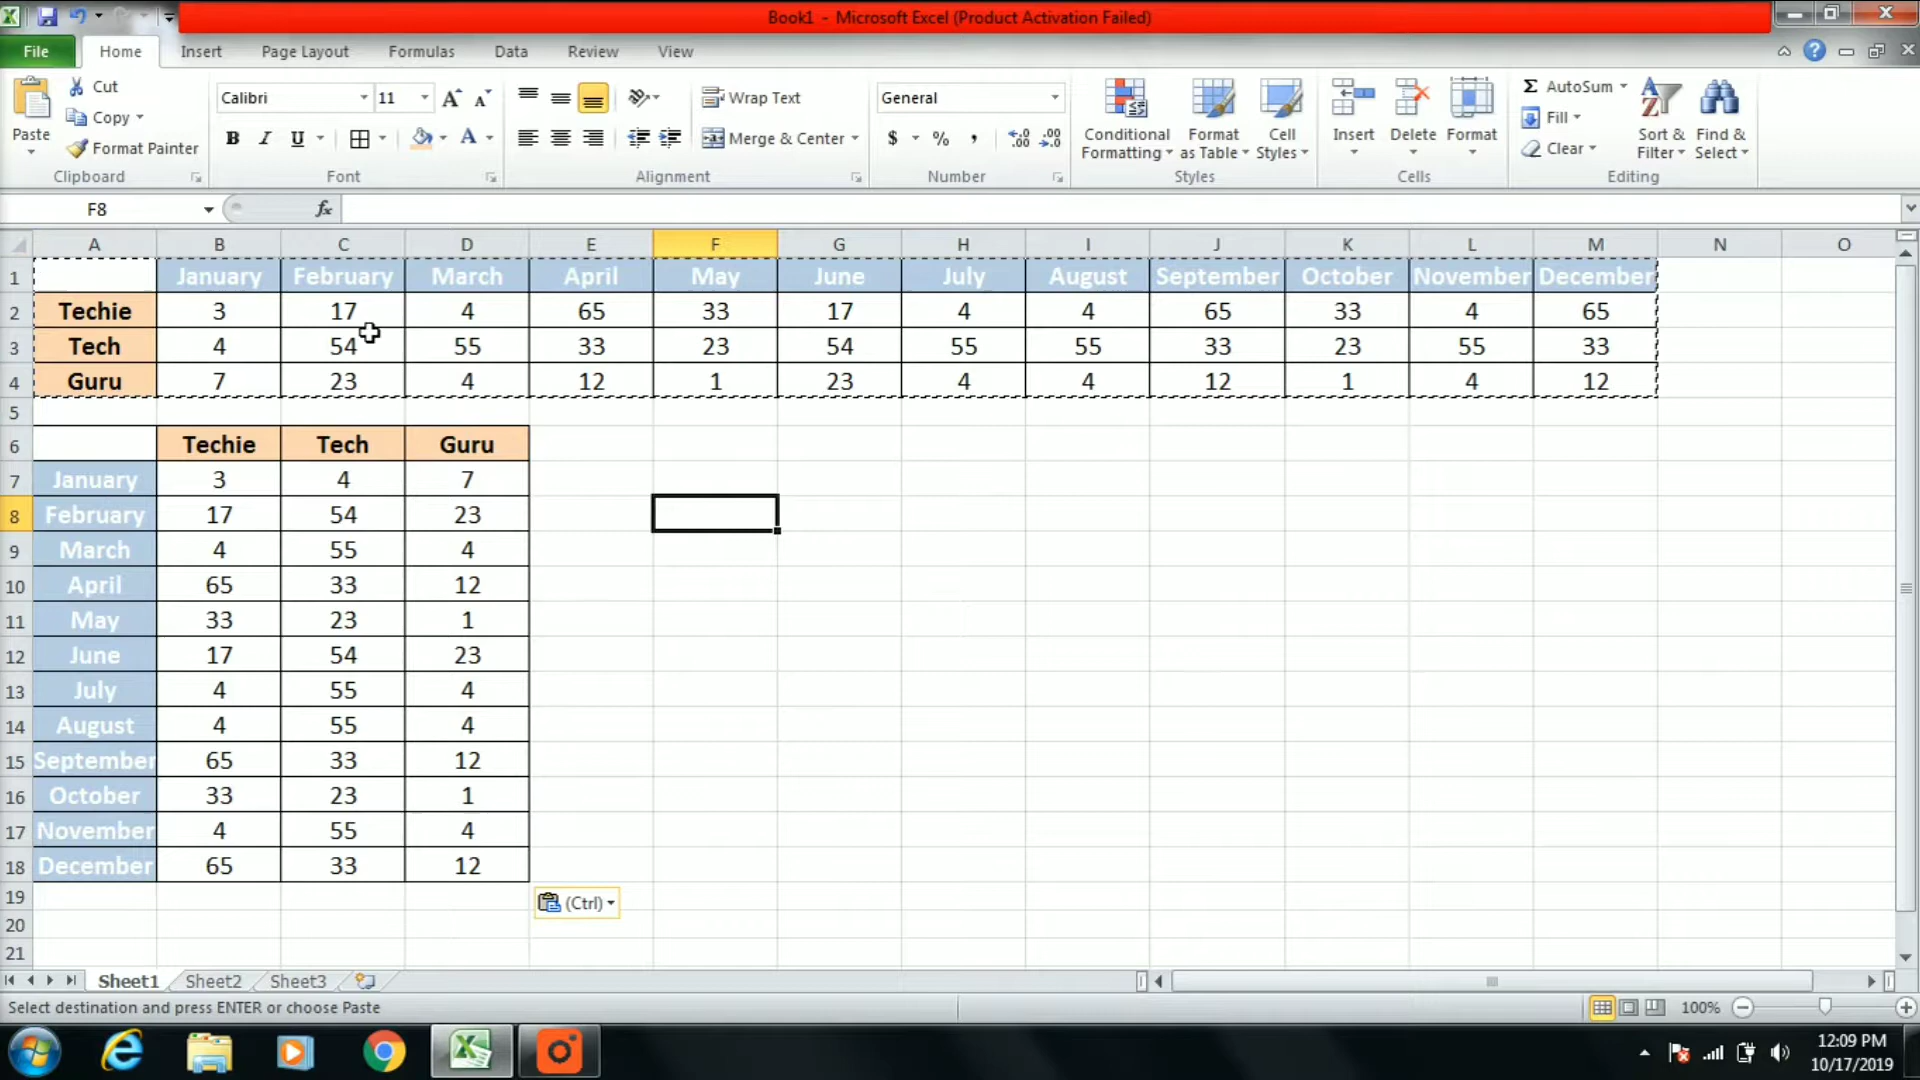 Book1 - Microsoft Excel (Product Activation Failed)
File Home Insert Page Layout Formulas Data Review View
Paste
Cut
Copy
Format Painter
Clipboard
Calibri 11
B I U
Font
Wrap Text
Merge & Center
Alignment
General
$ % ,
Number
Conditional Formatting
Format as Table
Cell Styles
Styles
Insert Delete Format
Cells
Σ AutoSum
Fill
Clear
Sort & Filter
Find & Select
Editing
F8 fx
A B C D E F G H I J K L M N O
1 January February March April May June July August September October November December
2 Techie 3 17 4 65 33 17 4 4 65 33 4 65
3 Tech 4 54 55 33 23 54 55 55 33 23 55 33
4 Guru 7 23 4 12 1 23 4 4 12 1 4 12
5
6 Techie Tech Guru
7 January 3 4 7
8 February 17 54 23
9 March 4 55 4
10 April 65 33 12
11 May 33 23 1
12 June 17 54 23
13 July 4 55 4
14 August 4 55 4
15 September 65 33 12
16 October 33 23 1
17 November 4 55 4
18 December 65 33 12
19 (Ctrl)
20
21
Sheet1 Sheet2 Sheet3
Select destination and press ENTER or choose Paste 100%
12:09 PM
10/17/2019